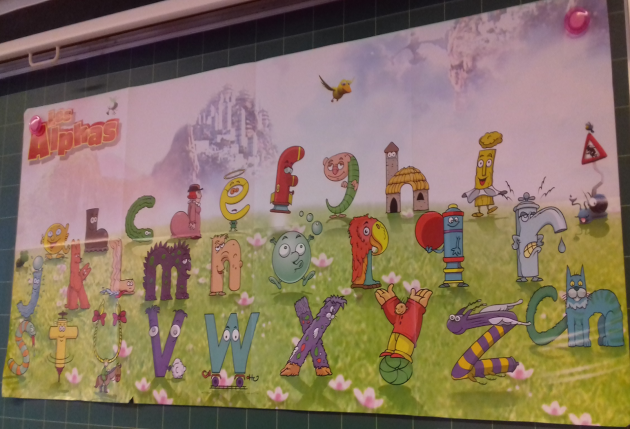 Les
Alphas
a b c d e f g h i
j k l m n o p q r
s t u v w x y z